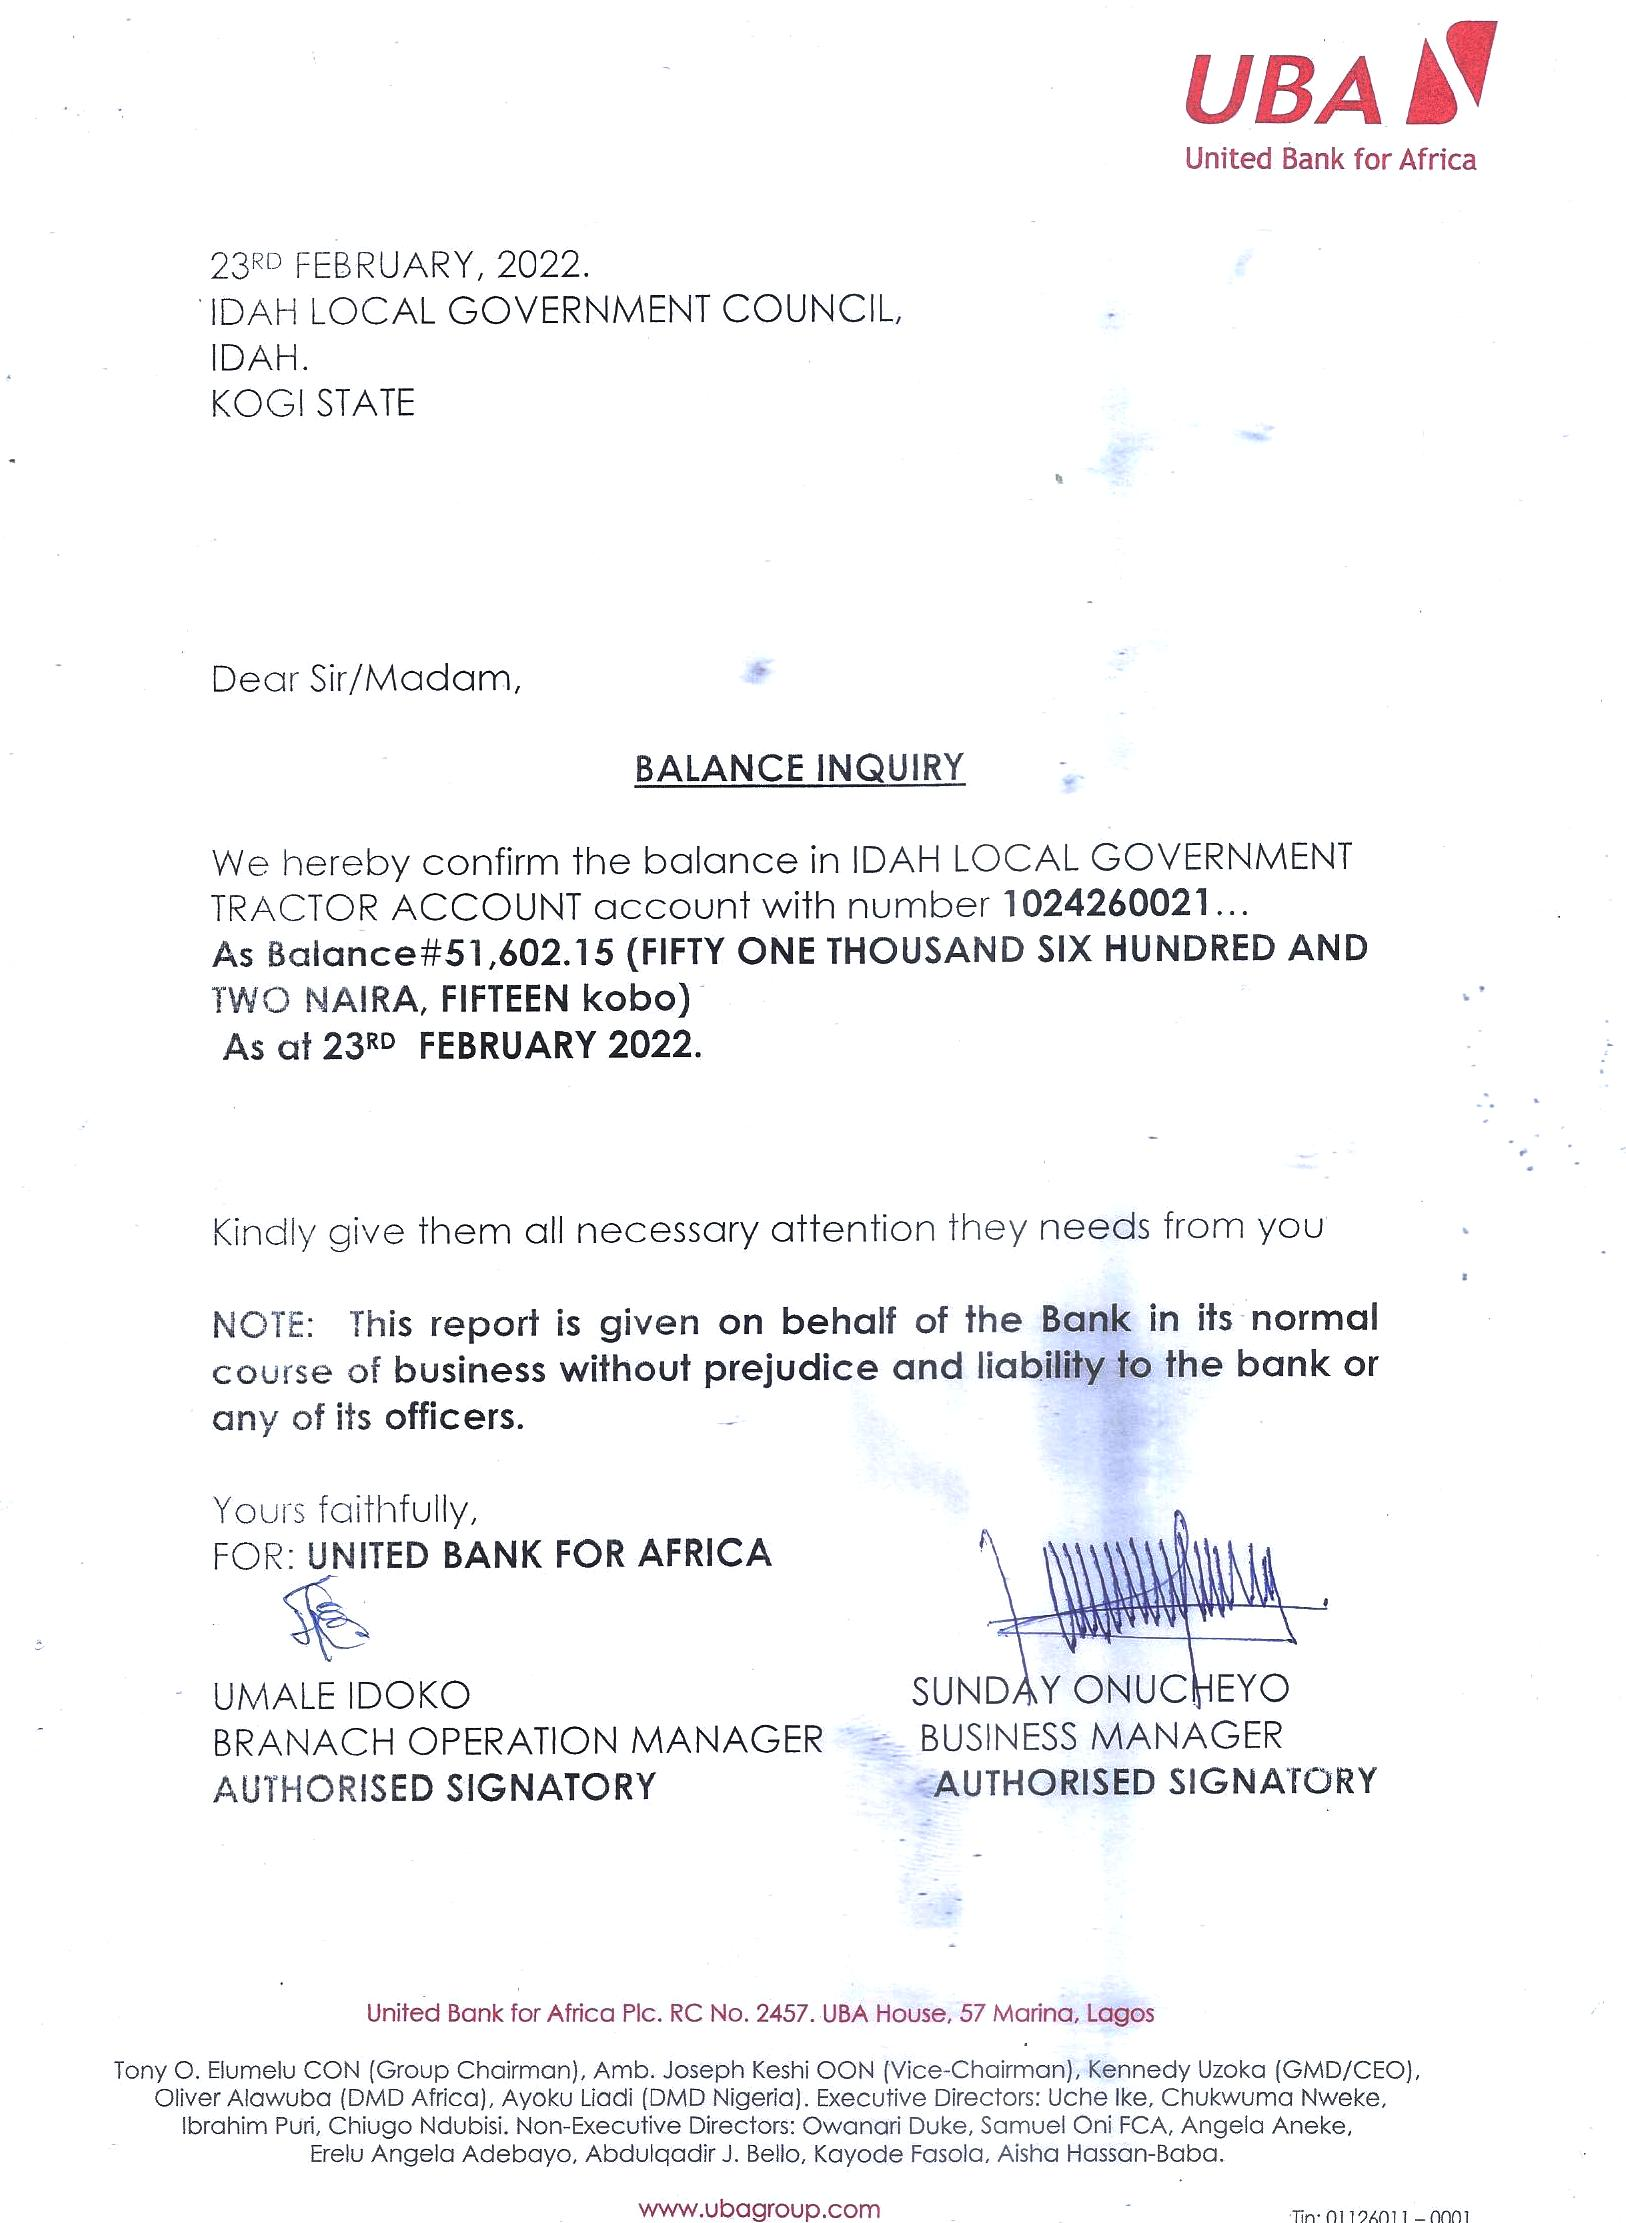 UBA
United Bank for Africa
23RD FEBRUARY, 2022.
IDAH LOCAL GOVERNMENT COUNCIL,
IDAH.
KOGI STATE
Dear Sir/Madam,
BALANCE INQUIRY
We hereby confirm the balance in IDAH LOCAL GOVERNMENT
TRACTOR ACCOUNT account with number 1024260021...
As Balance#51,602.15 (FIFTY ONE THOUSAND SIX HUNDRED AND
TWO NAIRA, FIFTEEN kobo)
As at 23RD FEBRUARY 2022.
Kindly give them all necessary attention they needs from you
NOTE: This report is given on behalf of the Bank in its normal
course of business without prejudice and liability to the bank or
any of its officers.
Yours faithfully,
FOR: UNITED BANK FOR AFRICA
UMALE IDOKO
BRANACH OPERATION MANAGER
AUTHORISED SIGNATORY
SUNDAY ONUCHEYO
BUSINESS MANAGER
AUTHORISED SIGNATORY
United Bank for Africa Plc. RC No. 2457. UBA House, 57 Marina, Lagos
Tony O. Elumelu CON (Group Chairman), Amb. Joseph Keshi OON (Vice-Chairman), Kennedy Uzoka (GMD/CEO),
Oliver Alawuba (DMD Africa), Ayoku Liadi (DMD Nigeria). Executive Directors: Uche Ike, Chukwuma Nweke,
Ibrahim Puri, Chiugo Ndubisi. Non-Executive Directors: Owanari Duke, Samuel Oni FCA, Angela Aneke,
Erelu Angela Adebayo, Abdulqadir J. Bello, Kayode Fasola, Aisha Hassan-Baba.
www.ubagroup.com
Tin: 01126011 – 0001